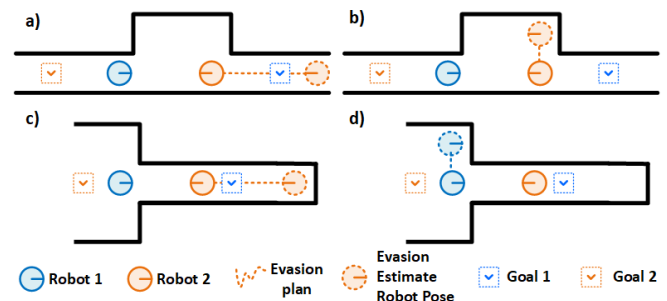 a)
b)
c)
d)
Robot 1
Robot 2
Evasion
plan
Evasion
Estimate
Robot Pose
Goal 1
Goal 2